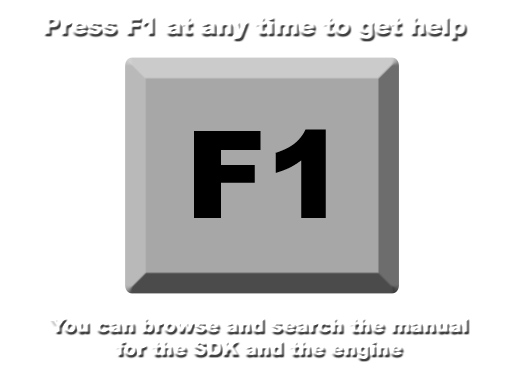 Press F1 at any time to get help
F1
You can browse and search the manual
for the SDK and the engine